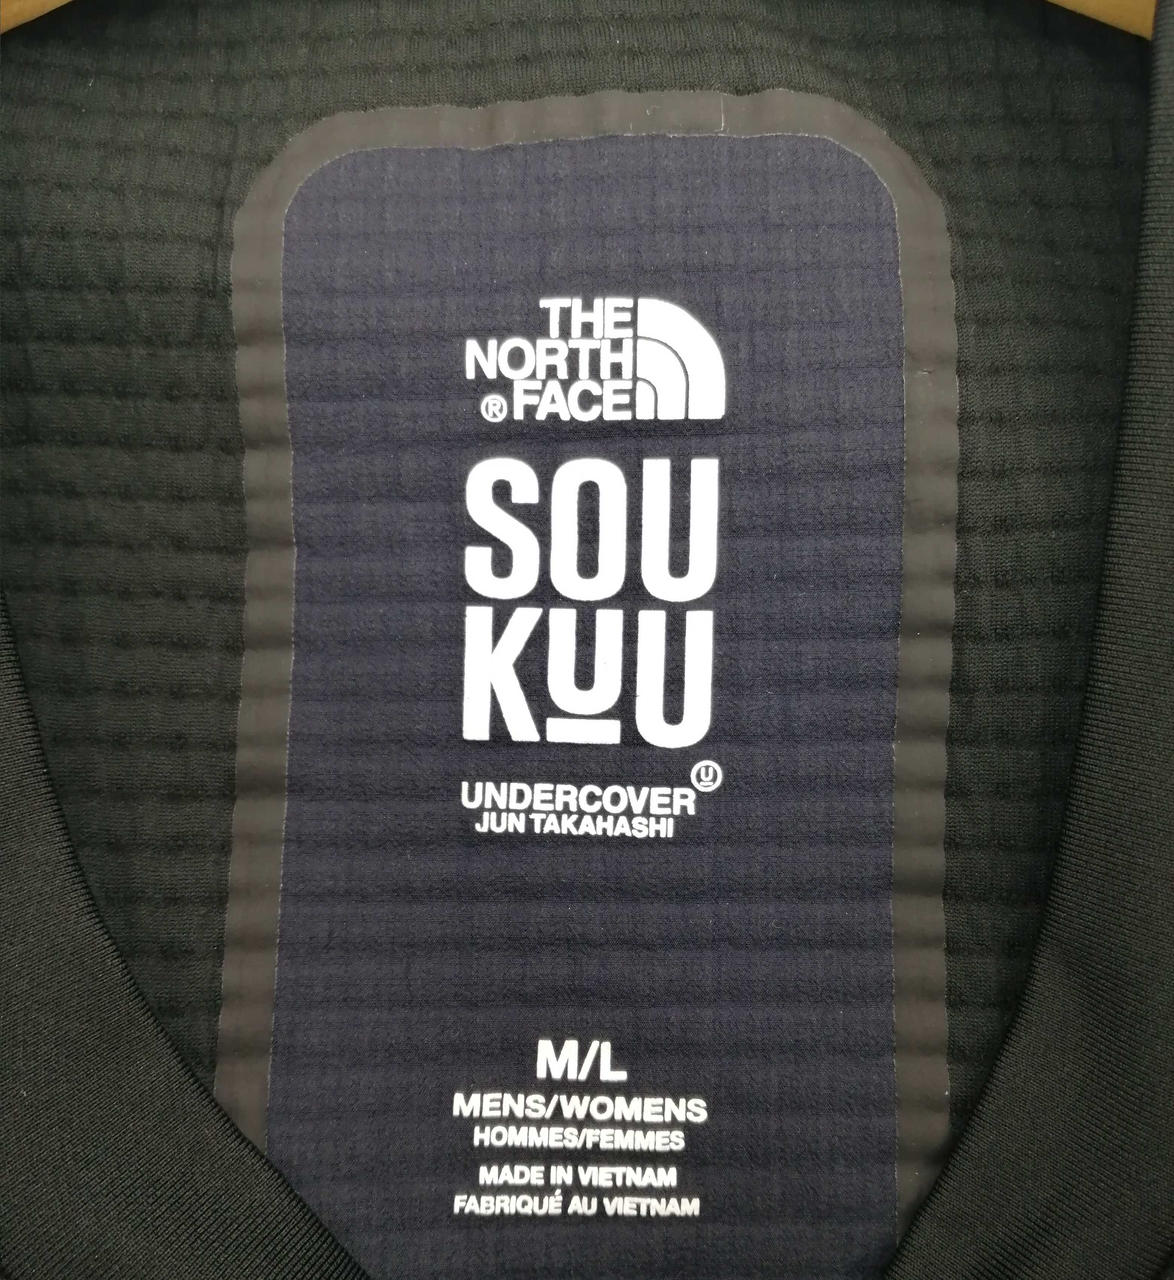 THE
NORTH
® FACE
SOU
KUU
UNDERCOVER Ⓤ
JUN TAKAHASHI
M/L
MENS/WOMENS
HOMMES/FEMMES
MADE IN VIETNAM
FABRIQUÉ AU VIETNAM